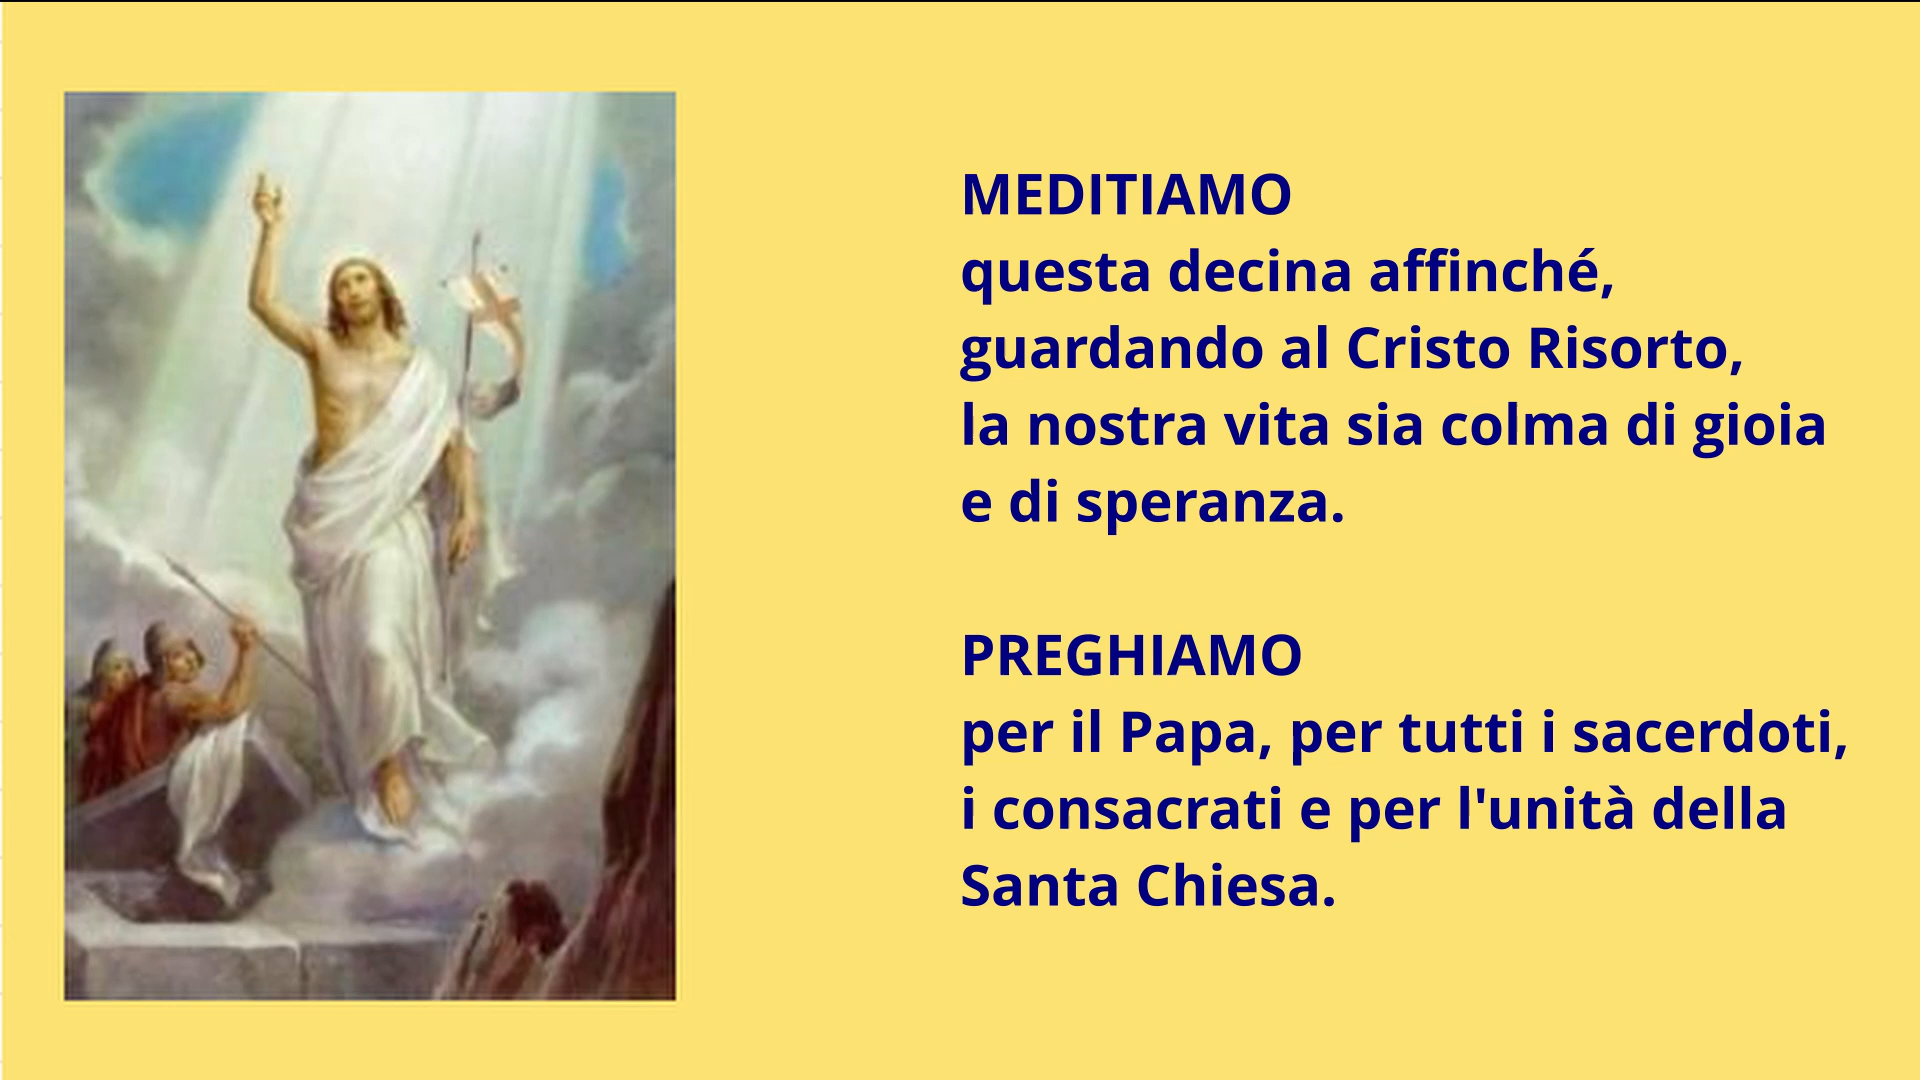 MEDITIAMO
questa decina affinché,
guardando al Cristo Risorto,
la nostra vita sia colma di gioia
e di speranza.
PREGHIAMO
per il Papa, per tutti i sacerdoti,
i consacrati e per l'unità della
Santa Chiesa.